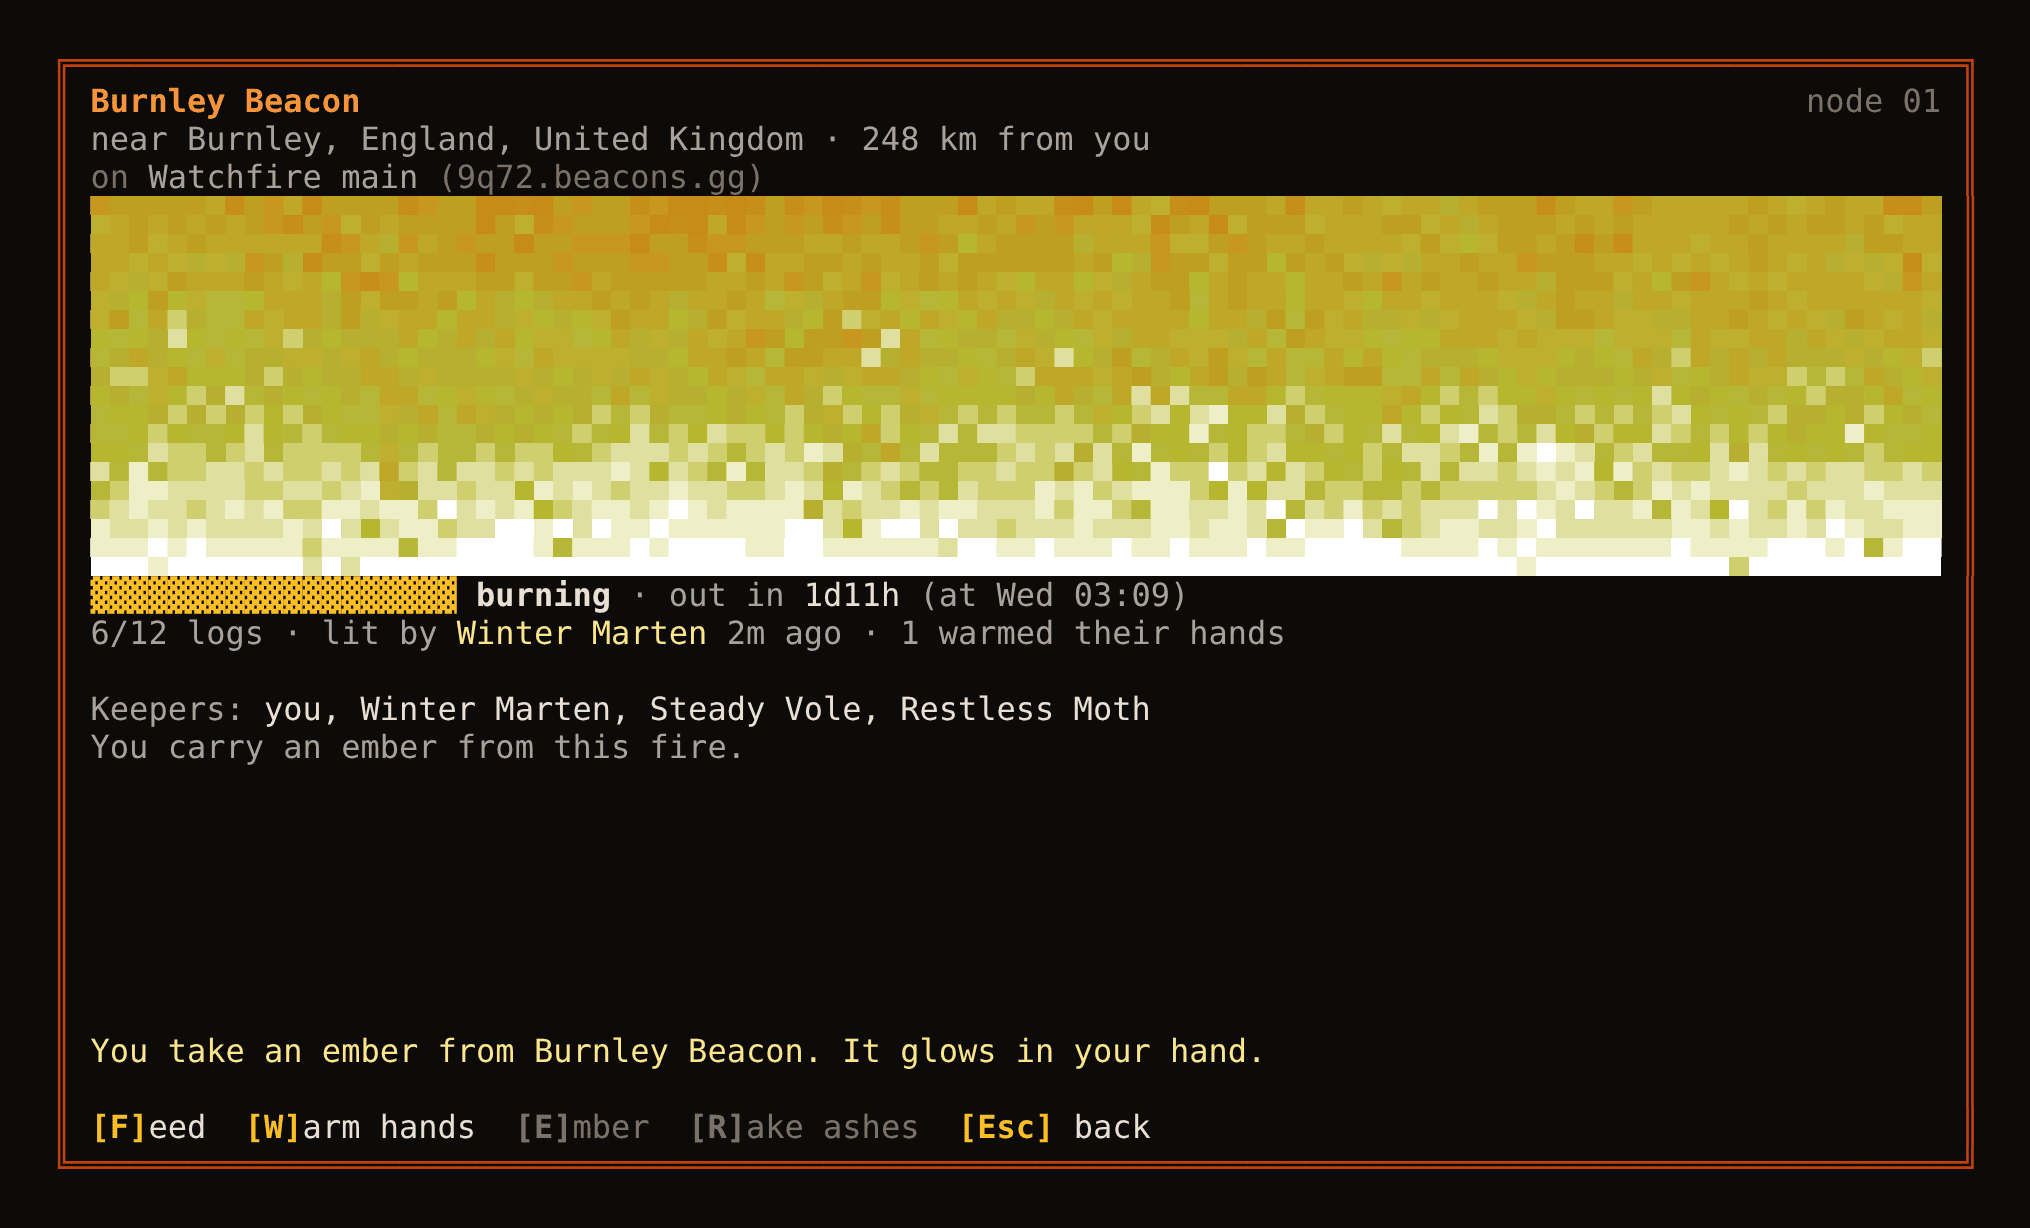 Burnley Beacon node 01
near Burnley, England, United Kingdom · 248 km from you
on Watchfire main (9q72.beacons.gg)
burning · out in 1d11h (at Wed 03:09)
6/12 logs · lit by Winter Marten 2m ago · 1 warmed their hands
Keepers: you, Winter Marten, Steady Vole, Restless Moth
You carry an ember from this fire.
You take an ember from Burnley Beacon. It glows in your hand.
[F]eed [W]arm hands [E]mber [R]ake ashes [Esc] back